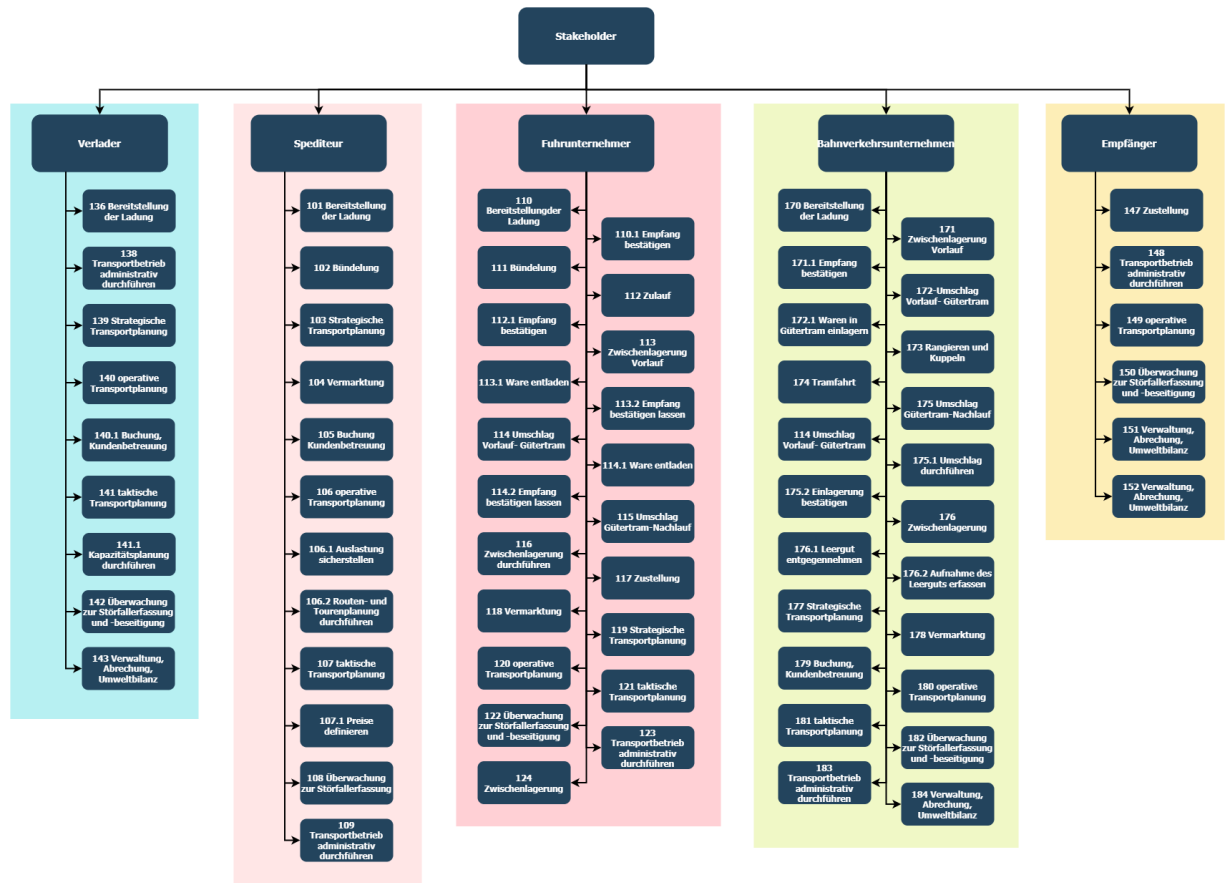 Stakeholder
Verlader
136 Bereitstellung
der Ladung
138
Transportbetrieb
administrativ
durchführen
139 Strategische
Transportplanung
140 operative
Transportplanung
140.1 Buchung,
Kundenbetreuung
141 taktische
Transportplanung
141.1
Kapazitätsplanung
durchführen
142 Überwachung
zur Störfallerfassung
und -beseitigung
143 Verwaltung,
Abrechung,
Umweltbilanz
Spediteur
101 Bereitstellung
der Ladung
102 Bündelung
103 Strategische
Transportplanung
104 Vermarktung
105 Buchung
Kundenbetreuung
106 operative
Transportplanung
106.1 Auslastung
sicherstellen
106.2 Routen- und
Tourenplanung
durchführen
107 taktische
Transportplanung
107.1 Preise
definieren
108 Überwachung
zur Störfallerfassung
109
Transportbetrieb
administrativ
durchführen
Fuhrunternehmer
110
Bereitstellungder
Ladung
110.1 Empfang
bestätigen
111 Bündelung
112 Zulauf
112.1 Empfang
bestätigen
113
Zwischenlagerung
Vorlauf
113.1 Ware entladen
113.2 Empfang
bestätigen lassen
114 Umschlag
Vorlauf- Gütertram
114.1 Ware entladen
114.2 Empfang
bestätigen lassen
115 Umschlag
Gütertram-Nachlauf
116
Zwischenlagerung
durchführen
117 Zustellung
118 Vermarktung
119 Strategische
Transportplanung
120 operative
Transportplanung
121 taktische
Transportplanung
122 Überwachung
zur Störfallerfassung
und -beseitigung
123
Transportbetrieb
administrativ
durchführen
124
Zwischenlagerung
Bahnverkehrsunternehmen
170 Bereitstellung
der Ladung
171
Zwischenlagerung
Vorlauf
171.1 Empfang
bestätigen
172-Umschlag
Vorlauf- Gütertram
172.1 Waren in
Gütertram einlagern
173 Rangieren und
Kuppeln
174 Tramfahrt
175 Umschlag
Gütertram-Nachlauf
114 Umschlag
Vorlauf- Gütertram
175.1 Umschlag
durchführen
175.2 Einlagerung
bestätigen
176
Zwischenlagerung
176.1 Leergut
entgegennehmen
176.2 Aufnahme des
Leerguts erfassen
177 Strategische
Transportplanung
178 Vermarktung
179 Buchung,
Kundenbetreuung
180 operative
Transportplanung
181 taktische
Transportplanung
182 Überwachung
zur Störfallerfassung
und -beseitigung
183
Transportbetrieb
administrativ
durchführen
184 Verwaltung,
Abrechung,
Umweltbilanz
Empfänger
147 Zustellung
148
Transportbetrieb
administrativ
durchführen
149 operative
Transportplanung
150 Überwachung
zur Störfallerfassung
und -beseitigung
151 Verwaltung,
Abrechung,
Umweltbilanz
152 Verwaltung,
Abrechung,
Umweltbilanz